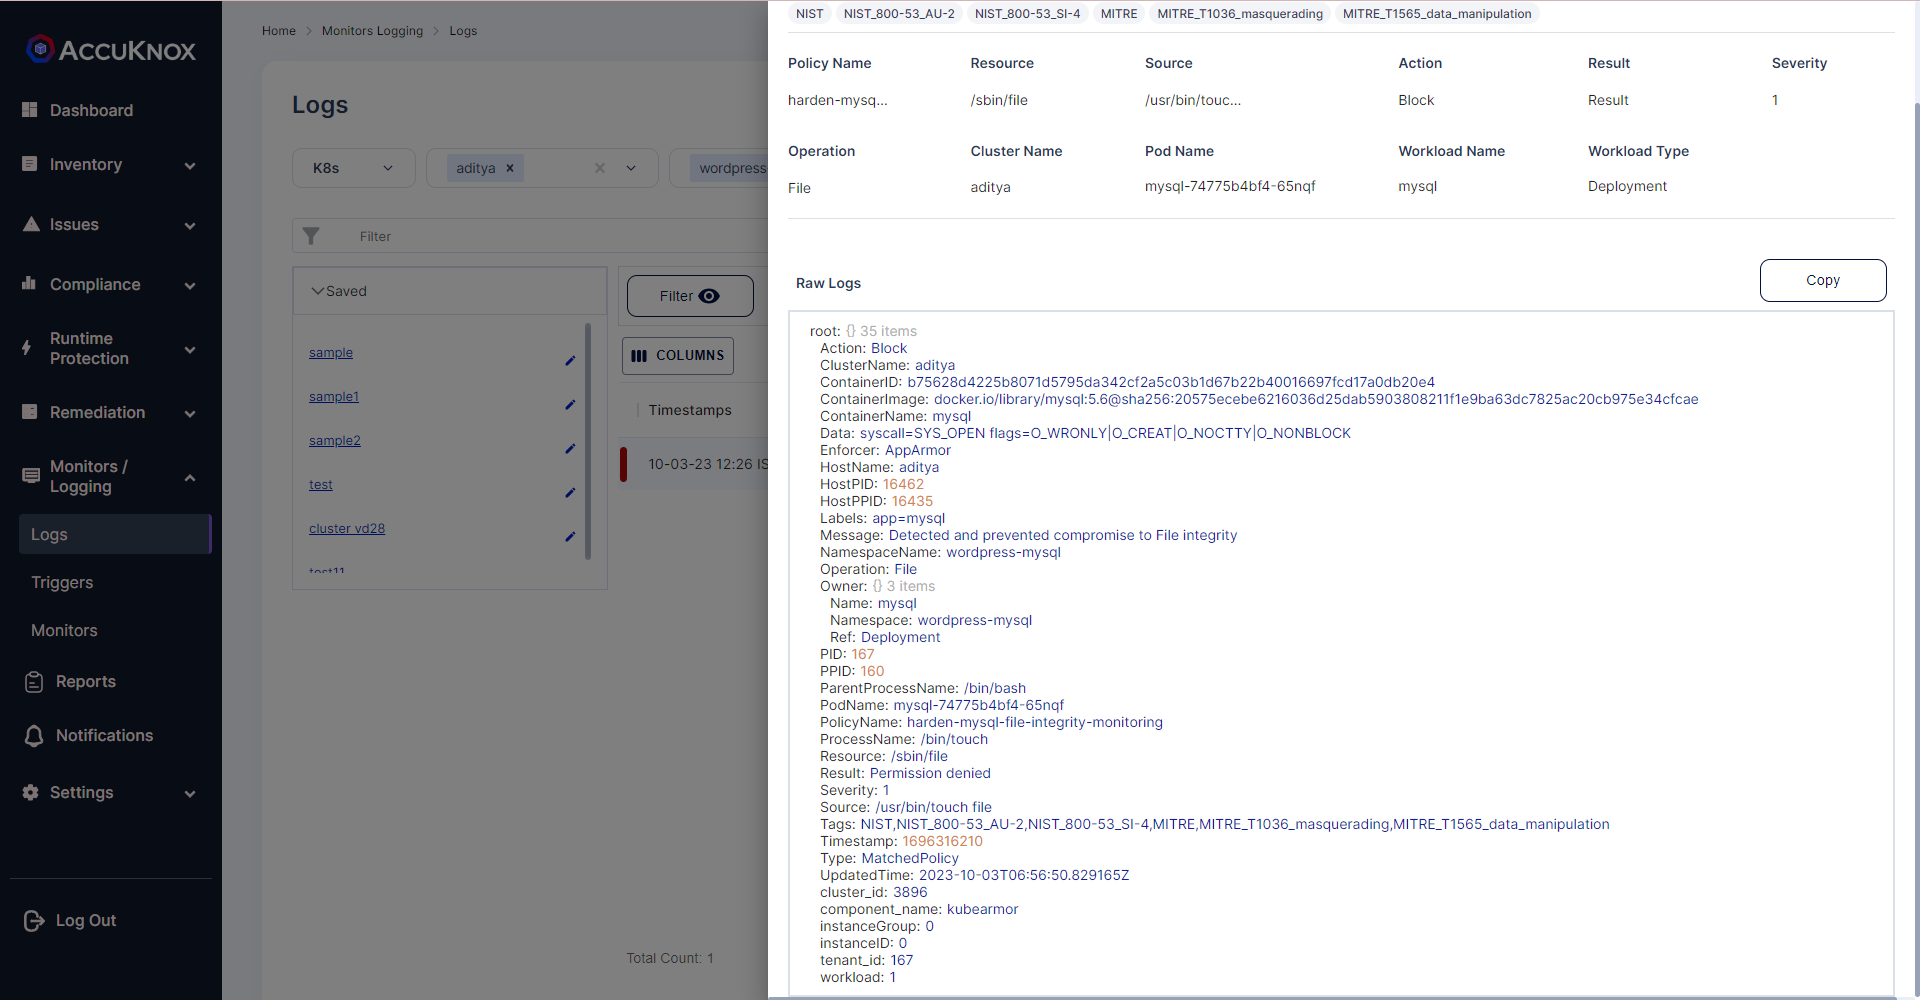 ACCUKNOX
Dashboard
Inventory
Issues
Compliance
Runtime
Protection
Remediation
Monitors /
Logging
Logs
Triggers
Monitors
Reports
Notifications
Settings
Log Out
Home > Monitors Logging > Logs
Logs
K8s
aditya ×
wordpress
Filter
Saved
sample
sample1
sample2
test
cluster vd28
test11
Filter
COLUMNS
Timestamps
10-03-23 12:26 IS
Total Count: 1
NIST NIST_800-53_AU-2 NIST_800-53_SI-4 MITRE MITRE_T1036_masquerading MITRE_T1565_data_manipulation
Policy Name Resource Source Action Result Severity
harden-mysq... /sbin/file /usr/bin/touc... Block Result 1
Operation Cluster Name Pod Name Workload Name Workload Type
File aditya mysql-74775b4bf4-65nqf mysql Deployment
Raw Logs
Copy
root: {} 35 items
Action: Block
ClusterName: aditya
ContainerID: b75628d4225b8071d5795da342cf2a5c03b1d67b22b40016697fcd17a0db20e4
ContainerImage: docker.io/library/mysql:5.6@sha256:20575ecebe6216036d25dab5903808211f1e9ba63dc7825ac20cb975e34cfcae
ContainerName: mysql
Data: syscall=SYS_OPEN flags=O_WRONLY|O_CREAT|O_NOCTTY|O_NONBLOCK
Enforcer: AppArmor
HostName: aditya
HostPID: 16462
HostPPID: 16435
Labels: app=mysql
Message: Detected and prevented compromise to File integrity
NamespaceName: wordpress-mysql
Operation: File
Owner: {} 3 items
Name: mysql
Namespace: wordpress-mysql
Ref: Deployment
PID: 167
PPID: 160
ParentProcessName: /bin/bash
PodName: mysql-74775b4bf4-65nqf
PolicyName: harden-mysql-file-integrity-monitoring
ProcessName: /bin/touch
Resource: /sbin/file
Result: Permission denied
Severity: 1
Source: /usr/bin/touch file
Tags: NIST,NIST_800-53_AU-2,NIST_800-53_SI-4,MITRE,MITRE_T1036_masquerading,MITRE_T1565_data_manipulation
Timestamp: 1696316210
Type: MatchedPolicy
UpdatedTime: 2023-10-03T06:56:50.829165Z
cluster_id: 3896
component_name: kubearmor
instanceGroup: 0
instanceID: 0
tenant_id: 167
workload: 1